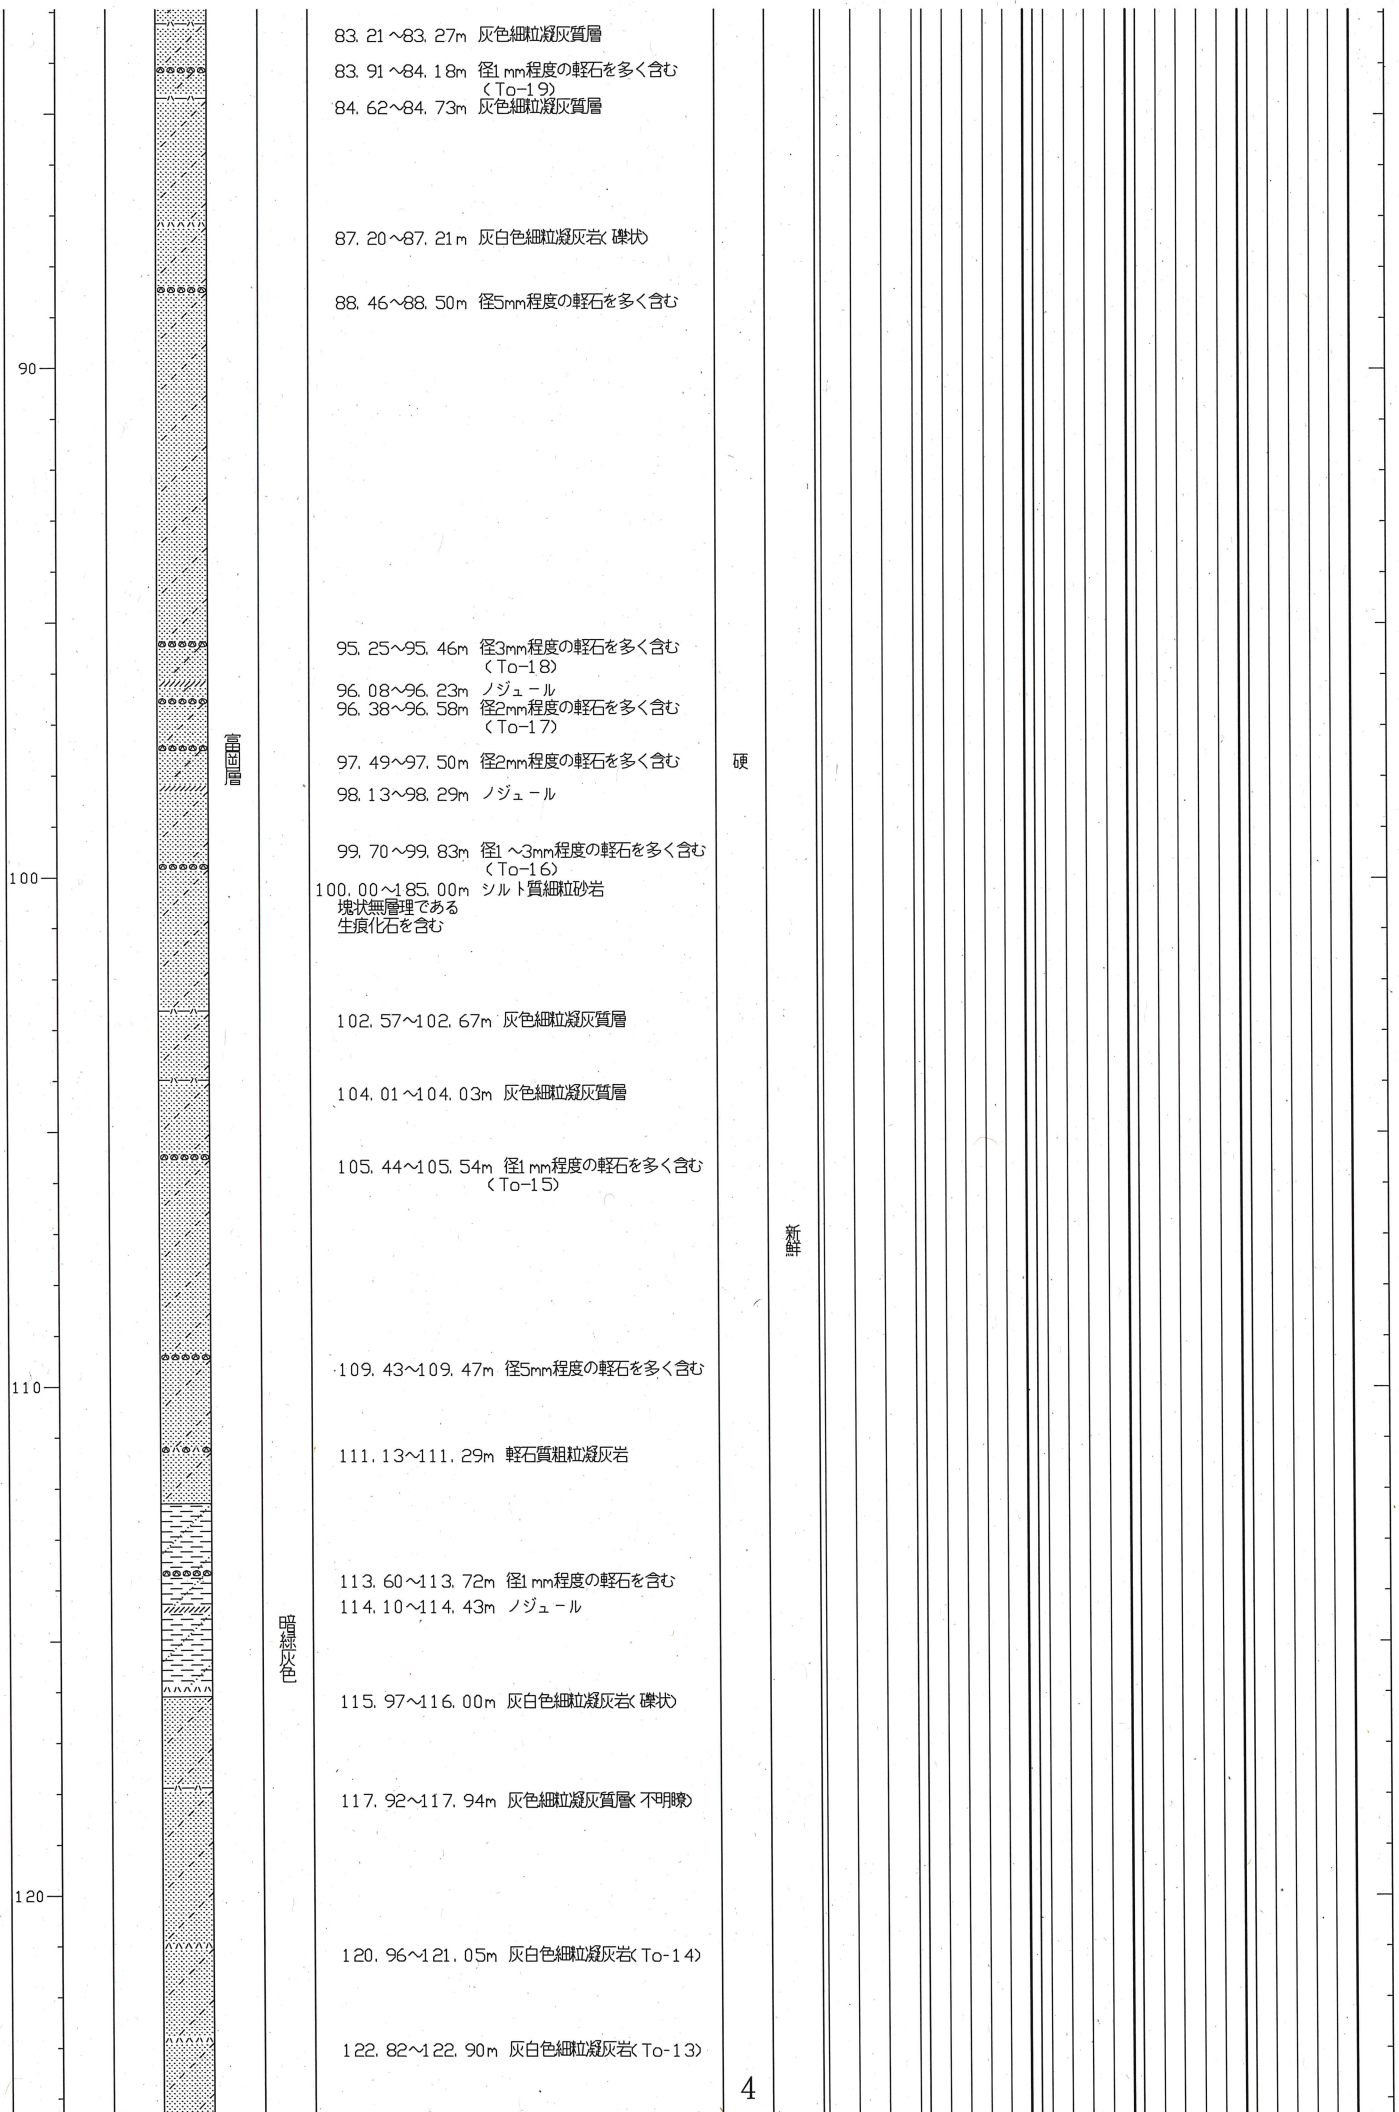 83.21～83.27m 灰色細粒凝灰質層
83.91～84.18m 径1mm程度の軽石を多く含む
(To-19)
84.62～84.73m 灰色細粒凝灰質層
87.20～87.21m 灰白色細粒凝灰岩(礫状)
88.46～88.50m 径5mm程度の軽石を多く含む
90
95.25～95.46m 径3mm程度の軽石を多く含む
(To-18)
96.08～96.23m ノジュール
96.38～96.58m 径2mm程度の軽石を多く含む
(To-17)
富岡層
97.49～97.50m 径2mm程度の軽石を多く含む
硬
98.13～98.29m ノジュール
99.70～99.83m 径1～3mm程度の軽石を多く含む
(To-16)
100
100.00～185.00m シルト質細粒砂岩
塊状無層理である
生痕化石を含む
102.57～102.67m 灰色細粒凝灰質層
104.01～104.03m 灰色細粒凝灰質層
105.44～105.54m 径1mm程度の軽石を多く含む
(To-15)
新鮮
109.43～109.47m 径5mm程度の軽石を多く含む
110
111.13～111.29m 軽石質粗粒凝灰岩
113.60～113.72m 径1mm程度の軽石を含む
114.10～114.43m ノジュール
暗緑灰色
115.97～116.00m 灰白色細粒凝灰岩(礫状)
117.92～117.94m 灰色細粒凝灰質層(不明瞭)
120
120.96～121.05m 灰白色細粒凝灰岩(To-14)
122.82～122.90m 灰白色細粒凝灰岩(To-13)
4